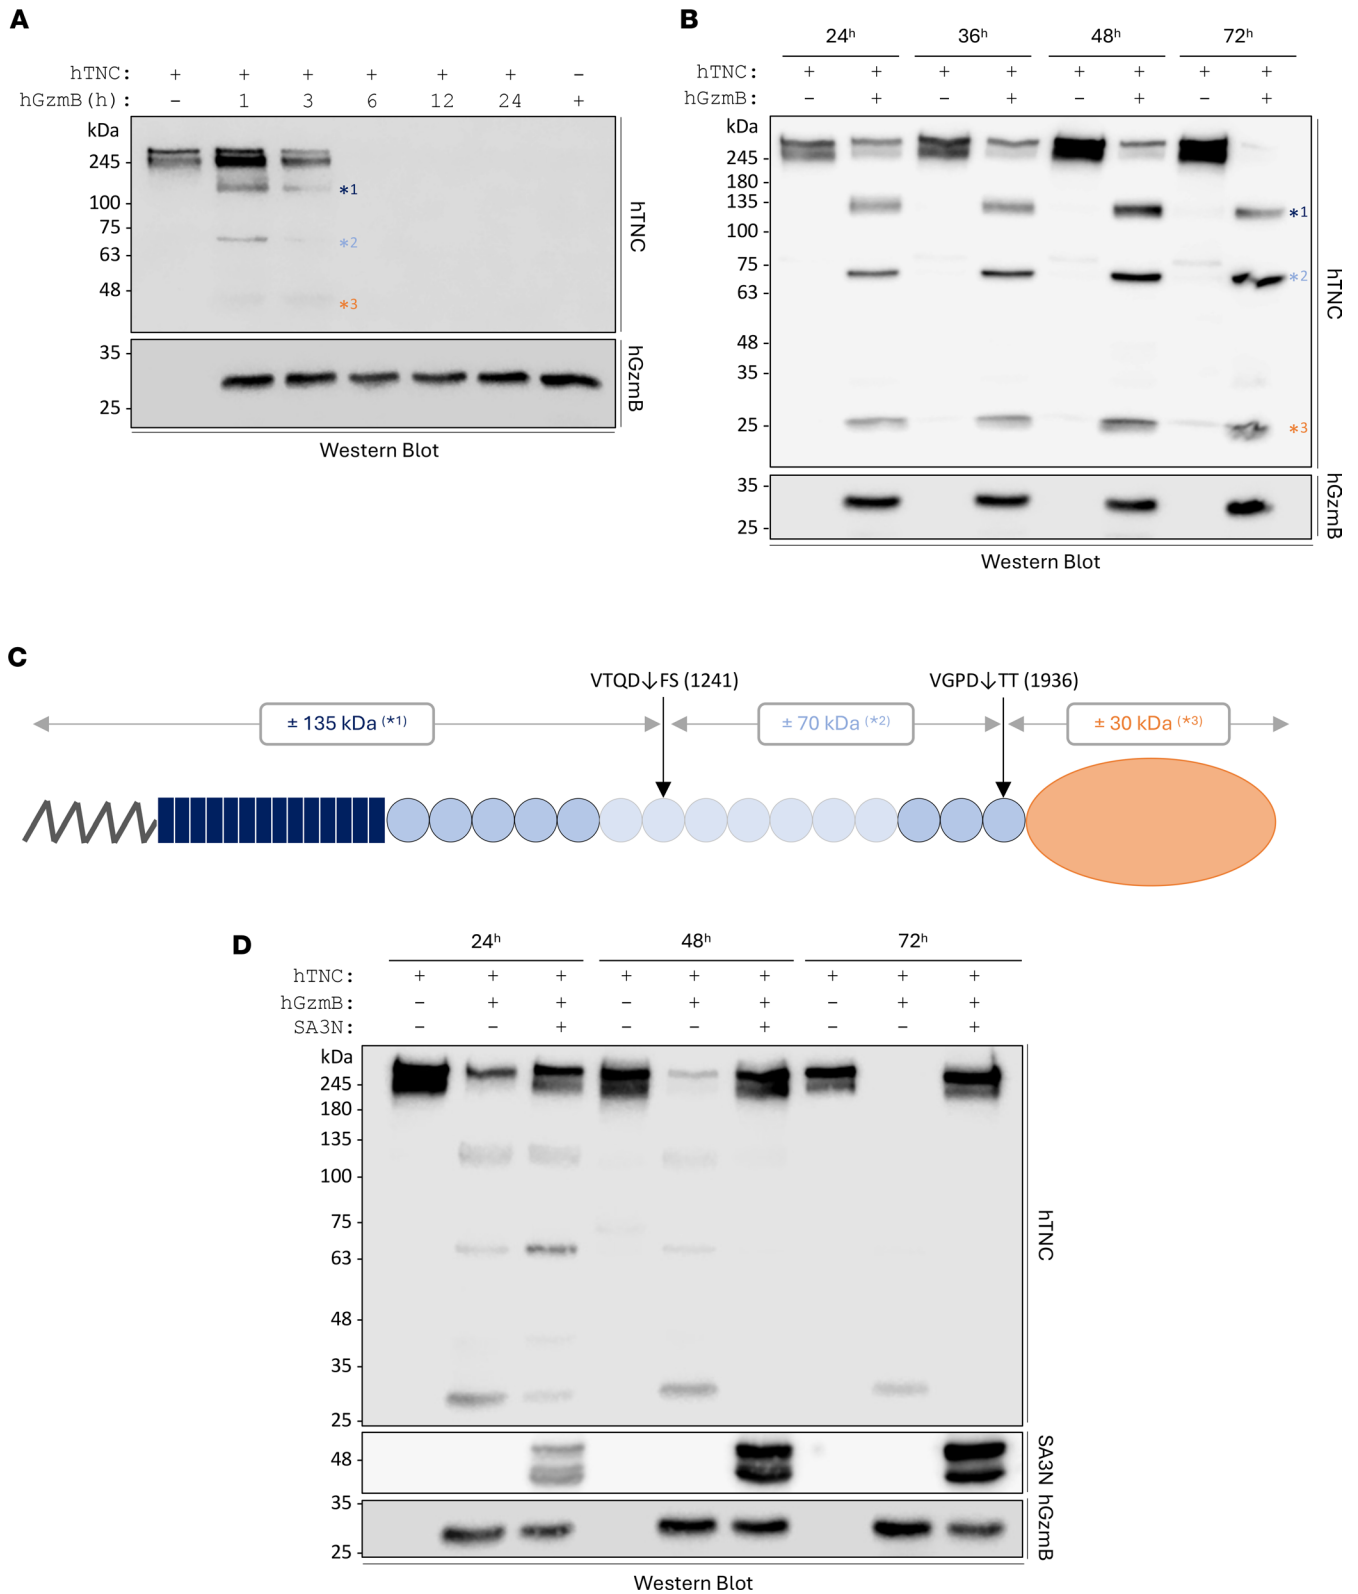 A
hTNC: + + + + + + −
hGzmB(h): − 1 3 6 12 24 +
kDa
245
100
75
63
48
*1
*2
*3
hTNC
35
25
hGzmB
Western Blot
B
24h 36h 48h 72h
hTNC: + + + + + + + +
hGzmB: − + − + − + − +
kDa
245
180
135
100
75
63
48
35
25
*1
*2
*3
hTNC
35
25
hGzmB
Western Blot
C
VTQD↓FS (1241) VGPD↓TT (1936)
± 135 kDa (*1) ± 70 kDa (*2) ± 30 kDa (*3)
D
24h 48h 72h
hTNC: + + + + + + + + +
hGzmB: − + + − + + − + +
SA3N: − − + − − + − − +
kDa
245
180
135
100
75
63
48
35
25
hTNC
48
SA3N
35
25
hGzmB
Western Blot